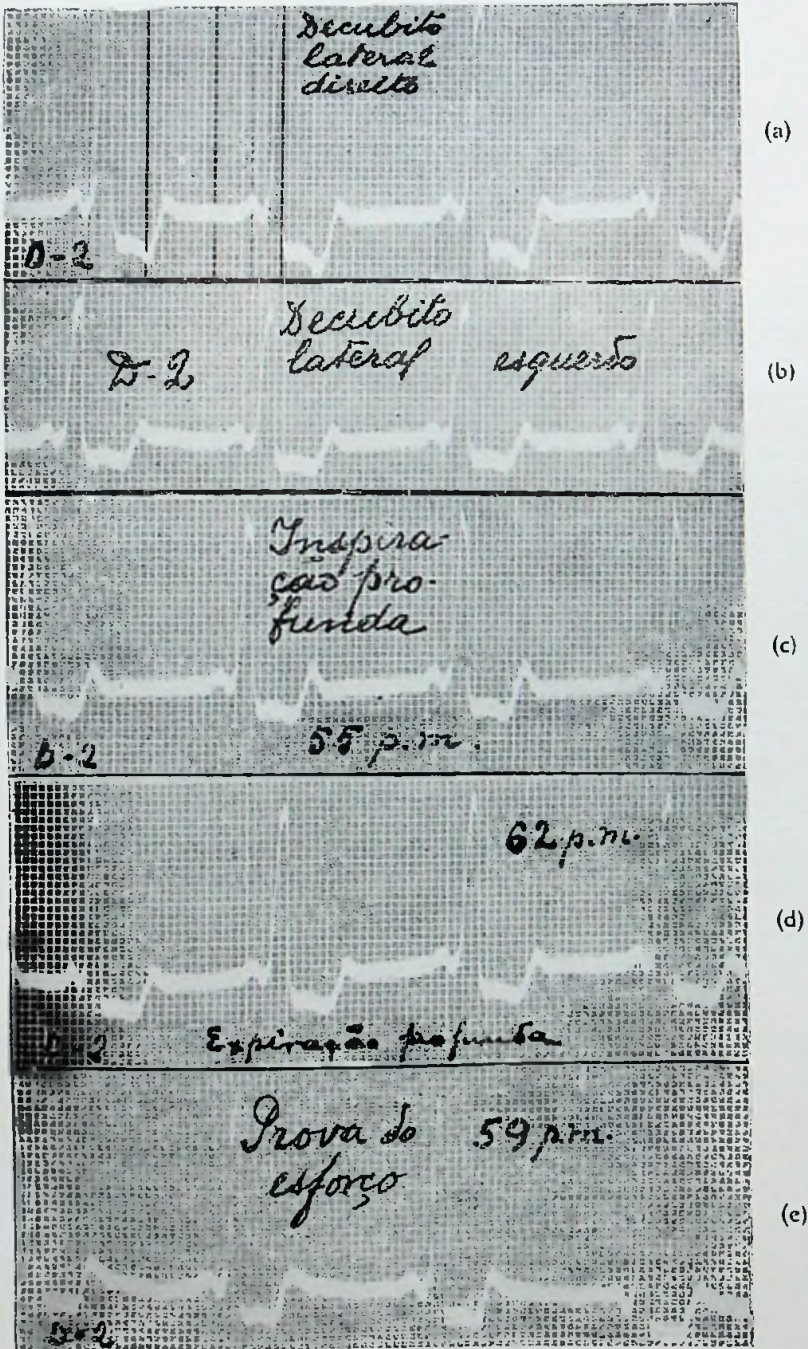 Decubito
lateral
direito
D-2
(a)
Decubito
D-2 lateral esquerdo
(b)
Inspira-
ção pro-
funda
D-2 55 p.m.
(c)
62 p.m.
(d)
D-2 Expiração profunda
Prova do 59 p.m.
esforço
(e)
D-2